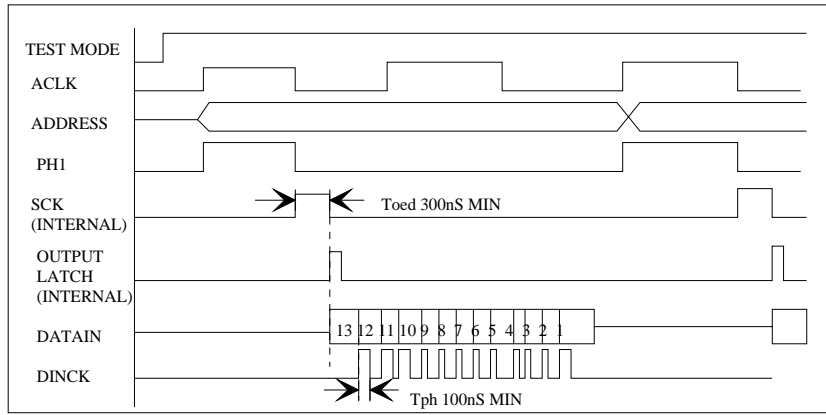 TEST MODE
ACLK
ADDRESS
PH1
SCK
(INTERNAL)
Toed 300nS MIN
OUTPUT
LATCH
(INTERNAL)
DATAIN
13 12 11 10 9 8 7 6 5 4 3 2 1
DINCK
Tph 100nS MIN